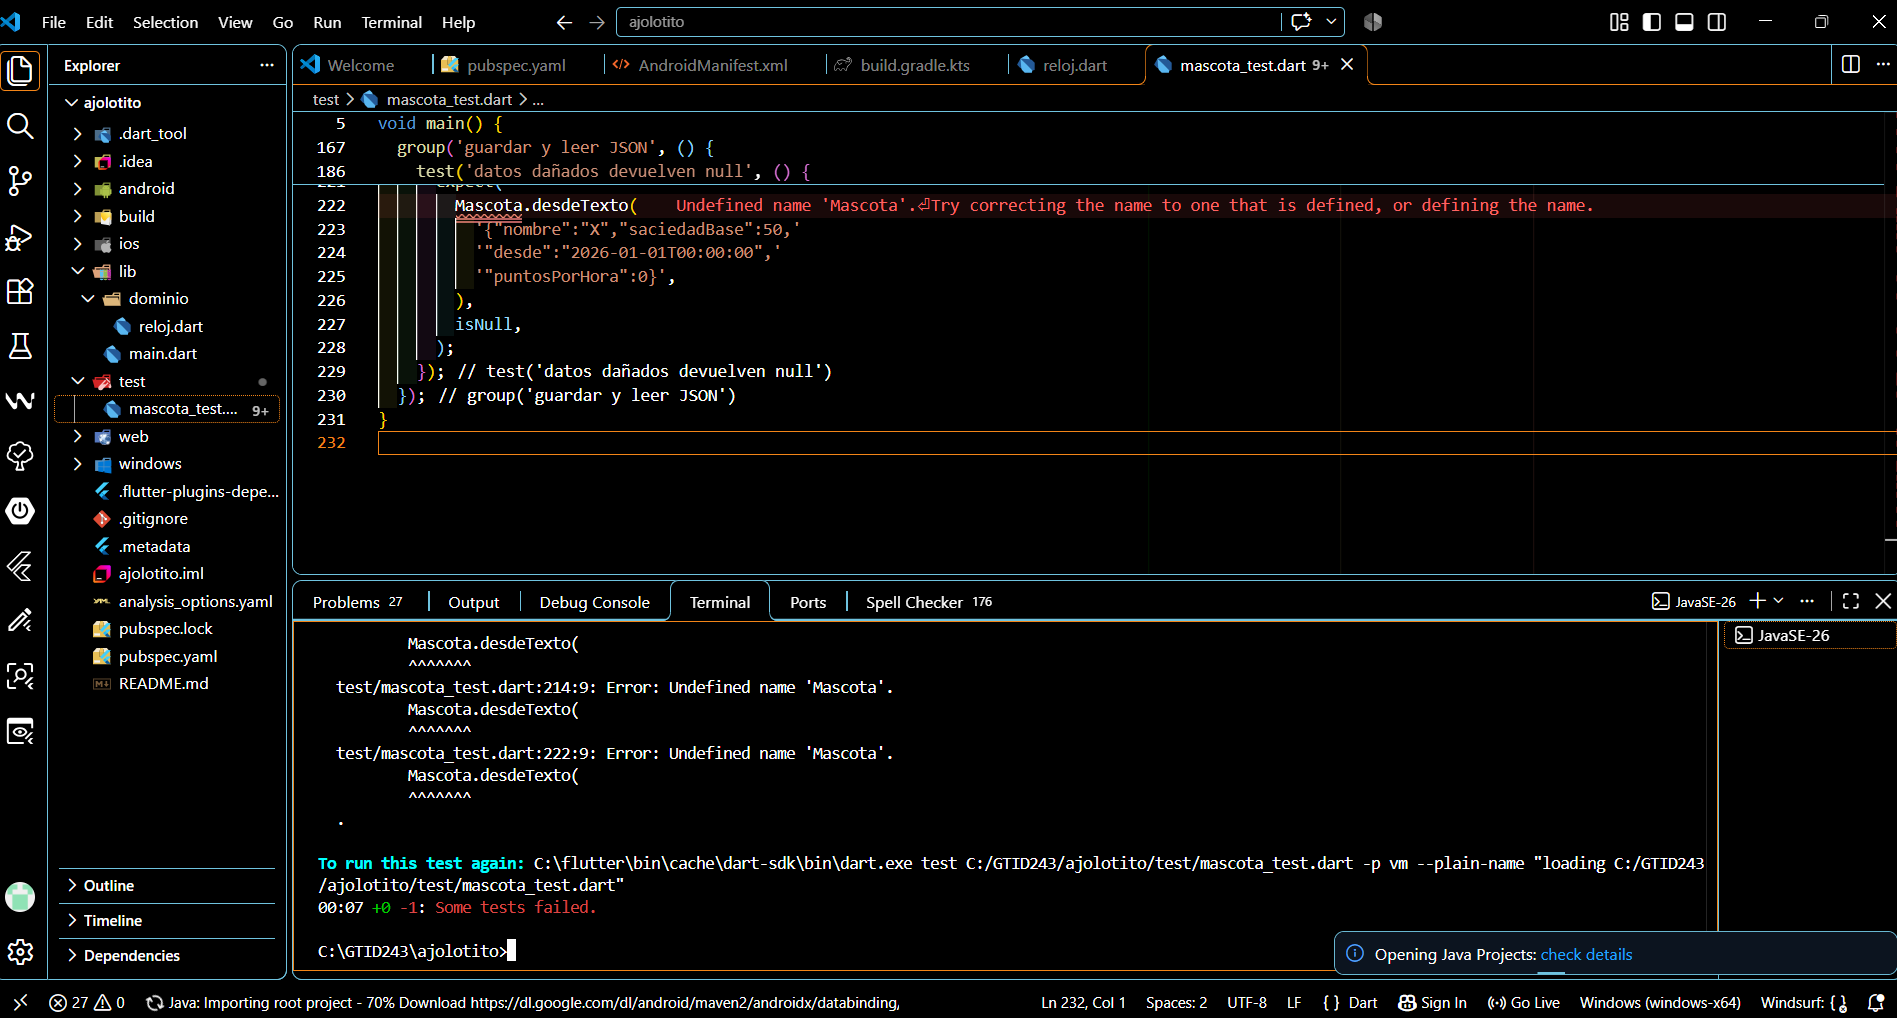 File Edit Selection View Go Run Terminal Help
ajolotito
Explorer
Welcome
pubspec.yaml
AndroidManifest.xml
build.gradle.kts
reloj.dart
mascota_test.dart 9+
ajolotito
.dart_tool
.idea
android
build
ios
lib
dominio
reloj.dart
main.dart
test
mascota_test.... 9+
web
windows
.flutter-plugins-depe...
.gitignore
.metadata
ajolotito.iml
analysis_options.yaml
pubspec.lock
pubspec.yaml
README.md
Outline
Timeline
Dependencies
test > mascota_test.dart > ...
5 void main() {
167 group('guardar y leer JSON', () {
186 test('datos dañados devuelven null', () {
221 expect(
222 Mascota.desdeTexto( Undefined name 'Mascota'.⏎Try correcting the name to one that is defined, or defining the name.
223 '{"nombre":"X","saciedadBase":50,'
224 '"desde":"2026-01-01T00:00:00",'
225 '"puntosPorHora":0}',
226 ),
227 isNull,
228 );
229 }); // test('datos dañados devuelven null')
230 }); // group('guardar y leer JSON')
231 }
232
Problems 27 Output Debug Console Terminal Ports Spell Checker 176
JavaSE-26
JavaSE-26
Mascota.desdeTexto(
^^^^^^^
test/mascota_test.dart:214:9: Error: Undefined name 'Mascota'.
Mascota.desdeTexto(
^^^^^^^
test/mascota_test.dart:222:9: Error: Undefined name 'Mascota'.
Mascota.desdeTexto(
^^^^^^^
.
To run this test again: C:\flutter\bin\cache\dart-sdk\bin\dart.exe test C:/GTID243/ajolotito/test/mascota_test.dart -p vm --plain-name "loading C:/GTID243
/ajolotito/test/mascota_test.dart"
00:07 +0 -1: Some tests failed.
C:\GTID243\ajolotito>
Opening Java Projects: check details
27 0 Java: Importing root project - 70% Download https://dl.google.com/dl/android/maven2/androidx/databinding/ Ln 232, Col 1 Spaces: 2 UTF-8 LF { } Dart Sign In Go Live Windows (windows-x64) Windsurf: { }